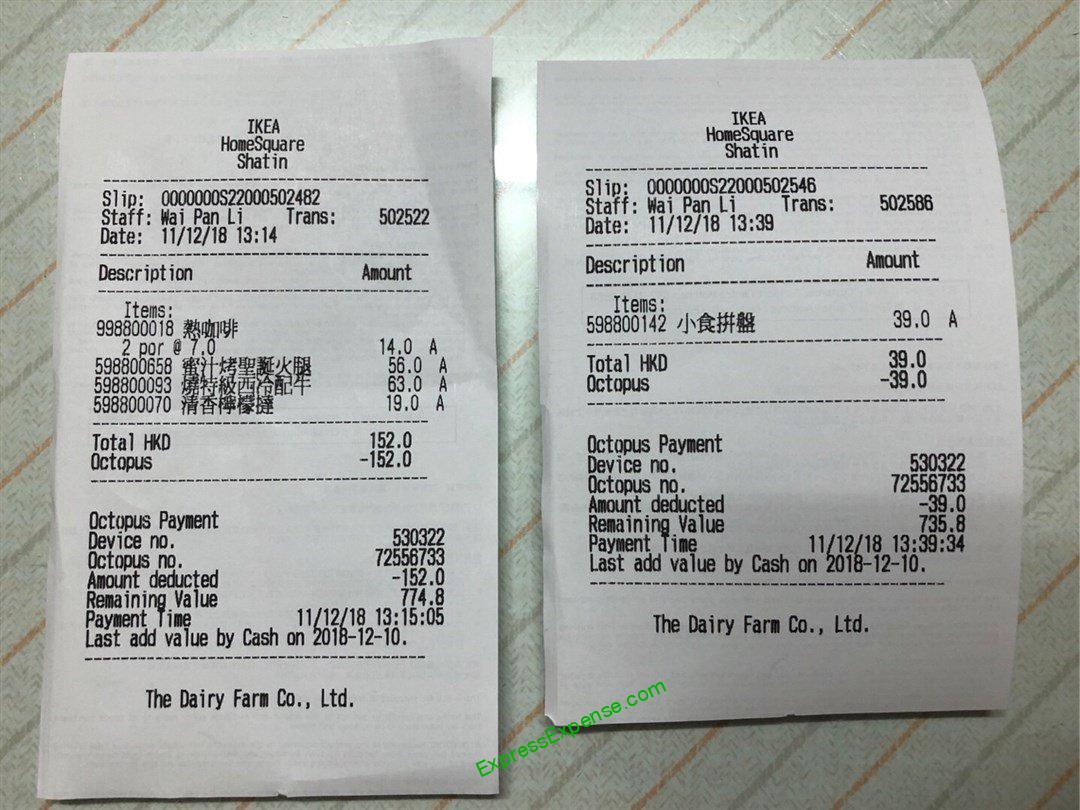 IKEA
HomeSquare
Shatin
Slip: 0000000S22000502482
Staff: Wai Pan Li Trans: 502522
Date: 11/12/18 13:14
Description Amount
Items:
998800018 熱咖啡
2 por @ 7.0 14.0 A
598800658 蜜汁烤聖誕火腿 56.0 A
598800093 燒特級西冷配牛 63.0 A
598800070 清香檸檬撻 19.0 A
Total HKD 152.0
Octopus -152.0
Octopus Payment
Device no. 530322
Octopus no. 72556733
Amount deducted -152.0
Remaining Value 774.8
Payment Time 11/12/18 13:15:05
Last add value by Cash on 2018-12-10.
The Dairy Farm Co., Ltd.
IKEA
HomeSquare
Shatin
Slip: 0000000S22000502546
Staff: Wai Pan Li Trans: 502586
Date: 11/12/18 13:39
Description Amount
Items:
598800142 小食拼盤 39.0 A
Total HKD 39.0
Octopus -39.0
Octopus Payment
Device no. 530322
Octopus no. 72556733
Amount deducted -39.0
Remaining Value 735.8
Payment Time 11/12/18 13:39:34
Last add value by Cash on 2018-12-10.
The Dairy Farm Co., Ltd.
ExpressExpense.com